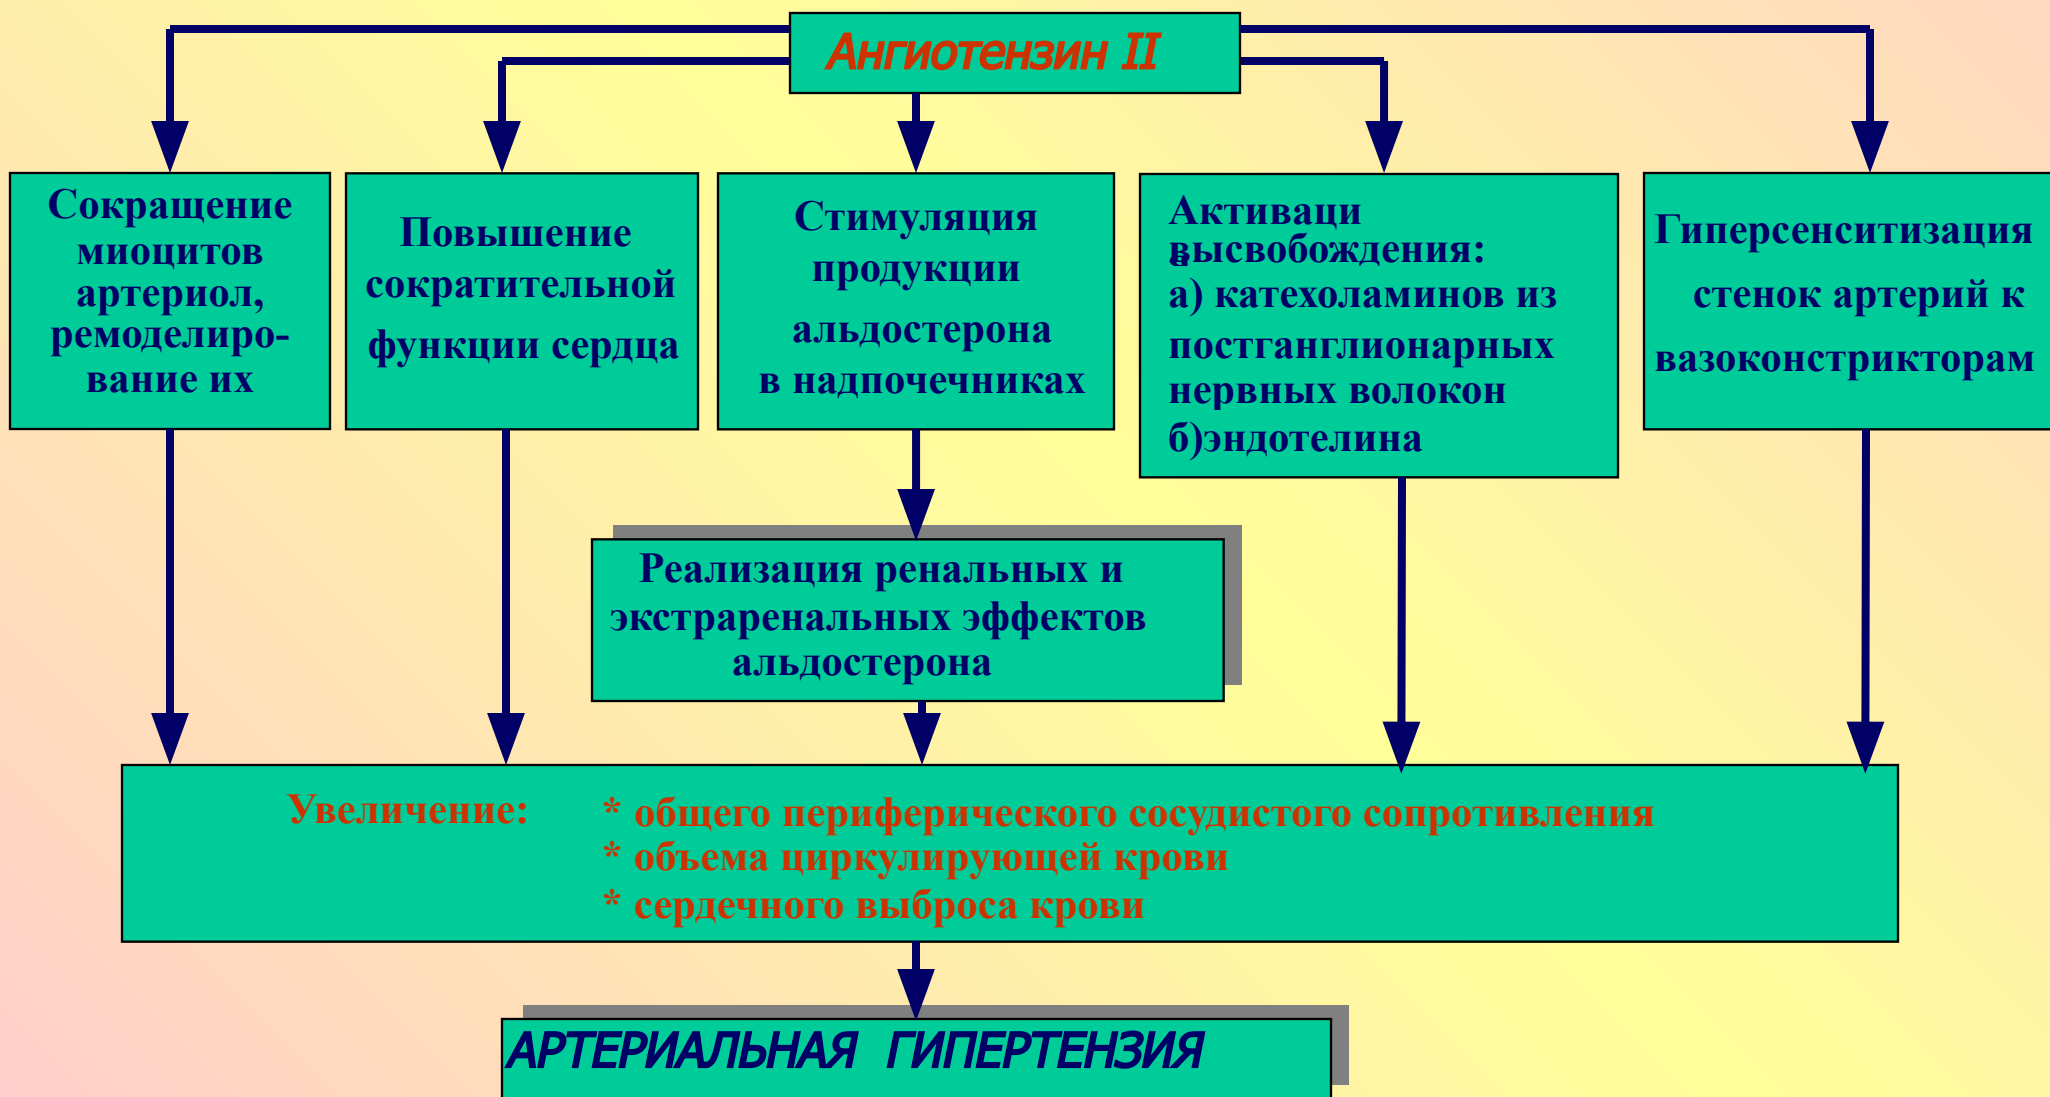 Ангиотензин II
Сокращение
миоцитов
артериол,
ремоделиро-
вание их
Повышение
сократительной
функции сердца
Стимуляция
продукции
альдостерона
в надпочечниках
Активаци
я
высвобождения:
а) катехоламинов из
постганглионарных
нервных волокон
б)эндотелина
Гиперсенситизация
стенок артерий к
вазоконстрикторам
Реализация ренальных и
экстраренальных эффектов
альдостерона
Увеличение: * общего периферического сосудистого сопротивления
* объема циркулирующей крови
* сердечного выброса крови
АРТЕРИАЛЬНАЯ ГИПЕРТЕНЗИЯ